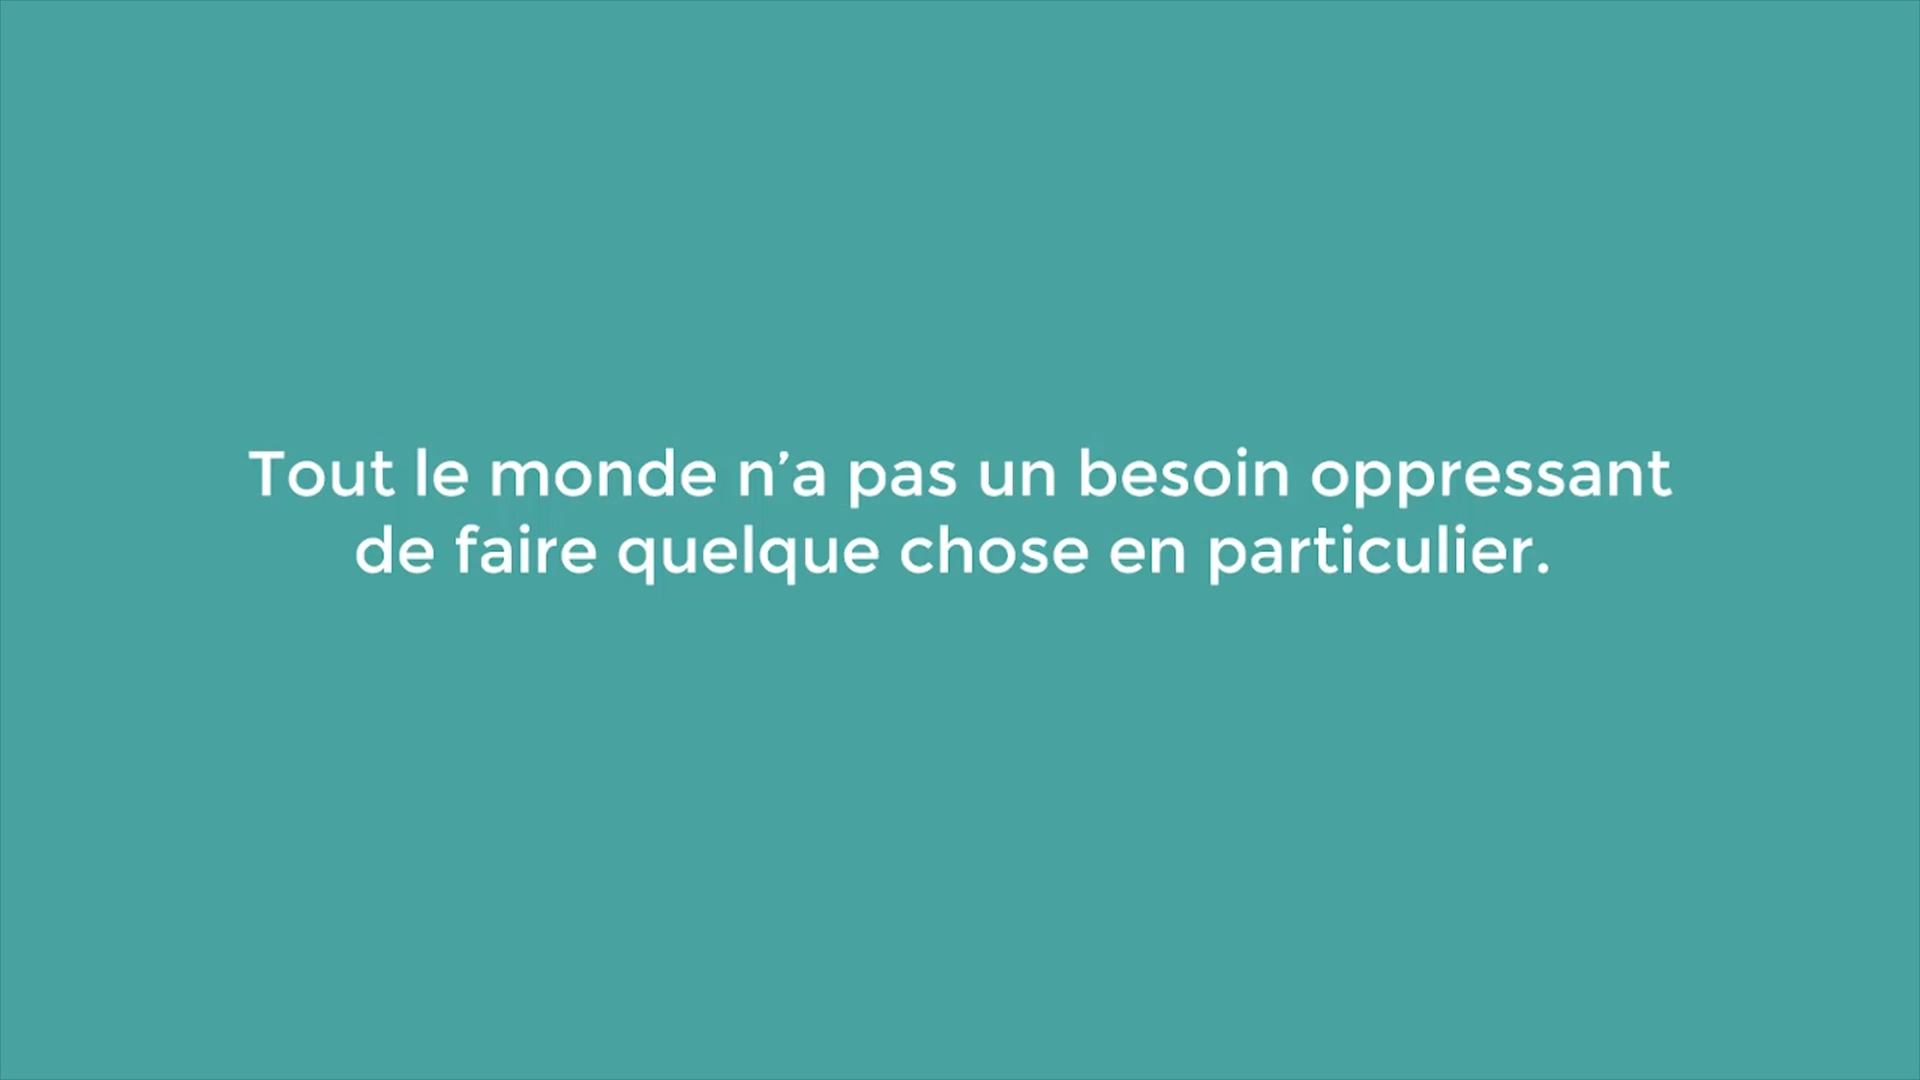 Tout le monde n’a pas un besoin oppressant
de faire quelque chose en particulier.